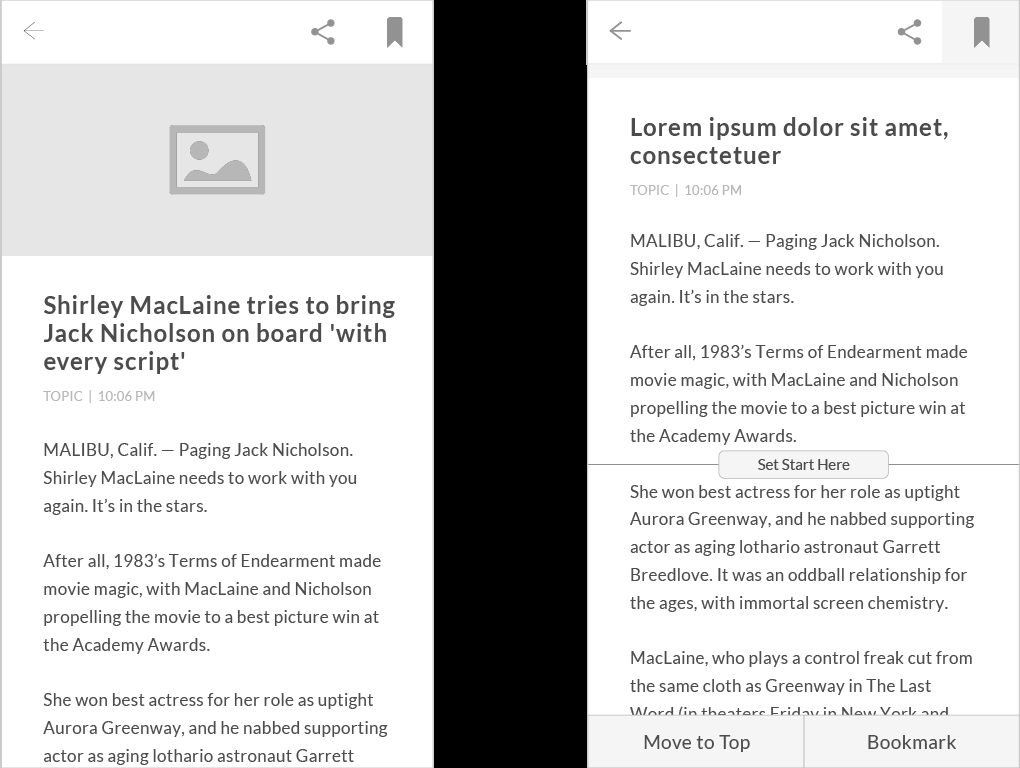 Shirley MacLaine tries to bring
Jack Nicholson on board 'with
every script'
TOPIC | 10:06 PM
MALIBU, Calif. — Paging Jack Nicholson.
Shirley MacLaine needs to work with you
again. It’s in the stars.
After all, 1983’s Terms of Endearment made
movie magic, with MacLaine and Nicholson
propelling the movie to a best picture win at
the Academy Awards.
She won best actress for her role as uptight
Aurora Greenway, and he nabbed supporting
actor as aging lothario astronaut Garrett
Lorem ipsum dolor sit amet,
consectetuer
TOPIC | 10:06 PM
MALIBU, Calif. — Paging Jack Nicholson.
Shirley MacLaine needs to work with you
again. It’s in the stars.
After all, 1983’s Terms of Endearment made
movie magic, with MacLaine and Nicholson
propelling the movie to a best picture win at
the Academy Awards.
Set Start Here
She won best actress for her role as uptight
Aurora Greenway, and he nabbed supporting
actor as aging lothario astronaut Garrett
Breedlove. It was an oddball relationship for
the ages, with immortal screen chemistry.
MacLaine, who plays a control freak cut from
the same cloth as Greenway in The Last
Word (in theaters Friday in New York and
Move to Top
Bookmark